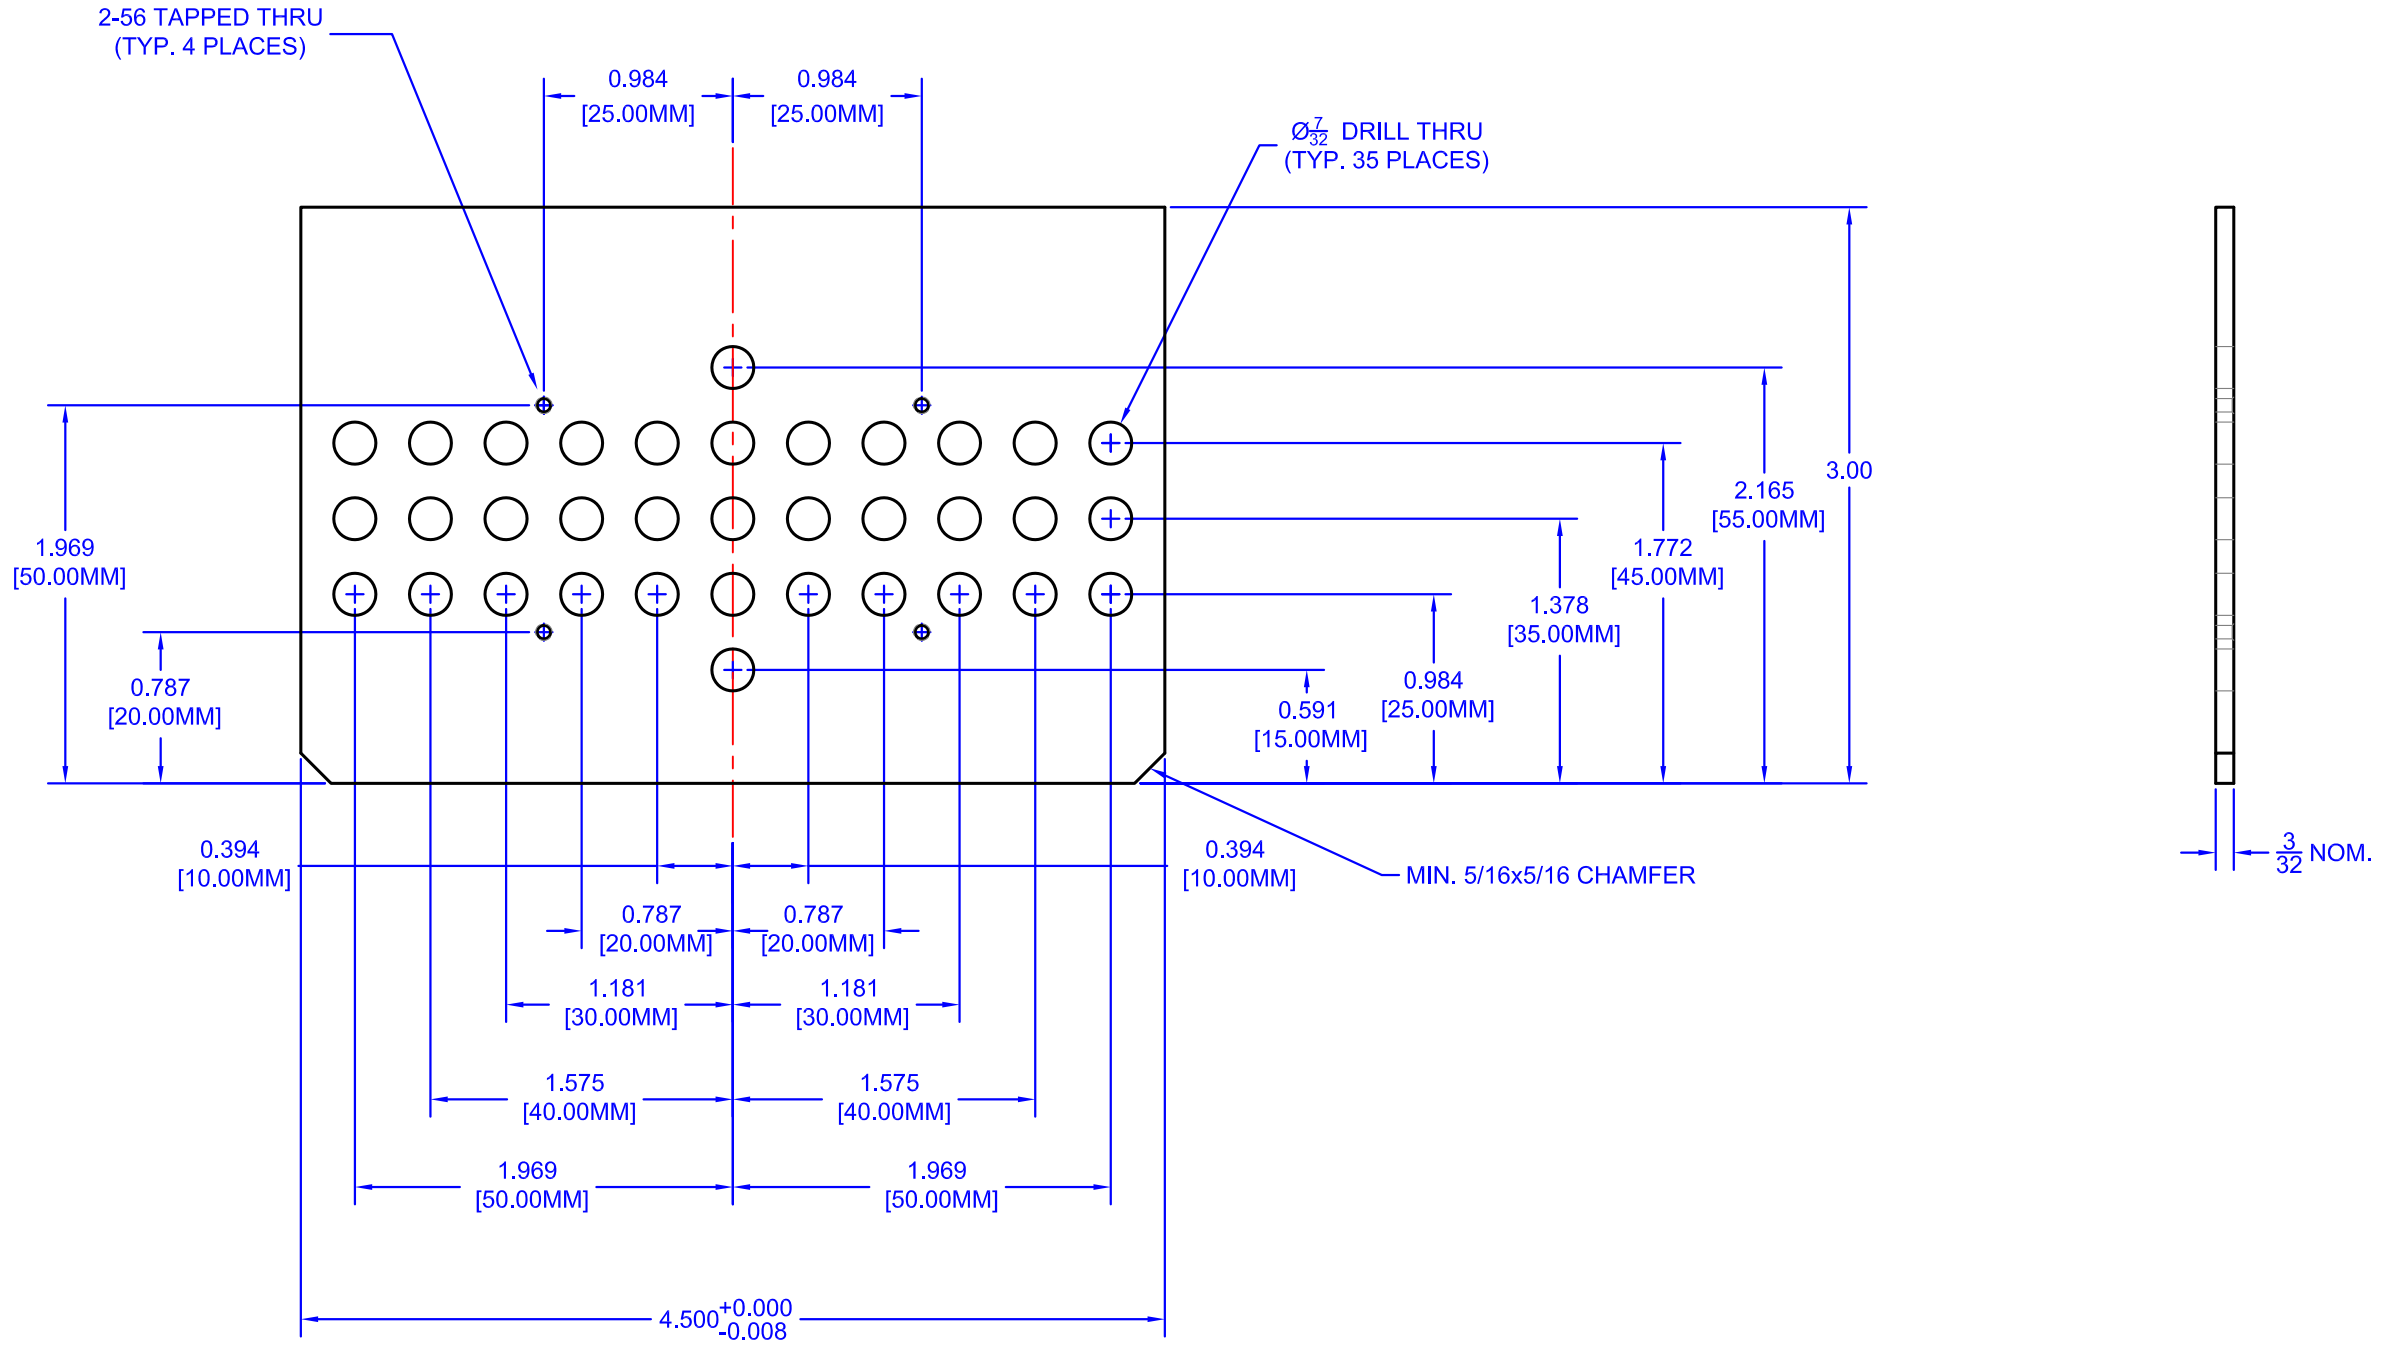 2-56 TAPPED THRU
(TYP. 4 PLACES)
0.984
[25.00MM]
0.984
[25.00MM]
Ø7/32 DRILL THRU
(TYP. 35 PLACES)
3.00
2.165
[55.00MM]
1.772
[45.00MM]
1.378
[35.00MM]
0.984
[25.00MM]
0.591
[15.00MM]
1.969
[50.00MM]
0.787
[20.00MM]
0.394
[10.00MM]
0.394
[10.00MM]
MIN. 5/16x5/16 CHAMFER
3/32 NOM.
0.787
[20.00MM]
0.787
[20.00MM]
1.181
[30.00MM]
1.181
[30.00MM]
1.575
[40.00MM]
1.575
[40.00MM]
1.969
[50.00MM]
1.969
[50.00MM]
4.500 +0.000
-0.008